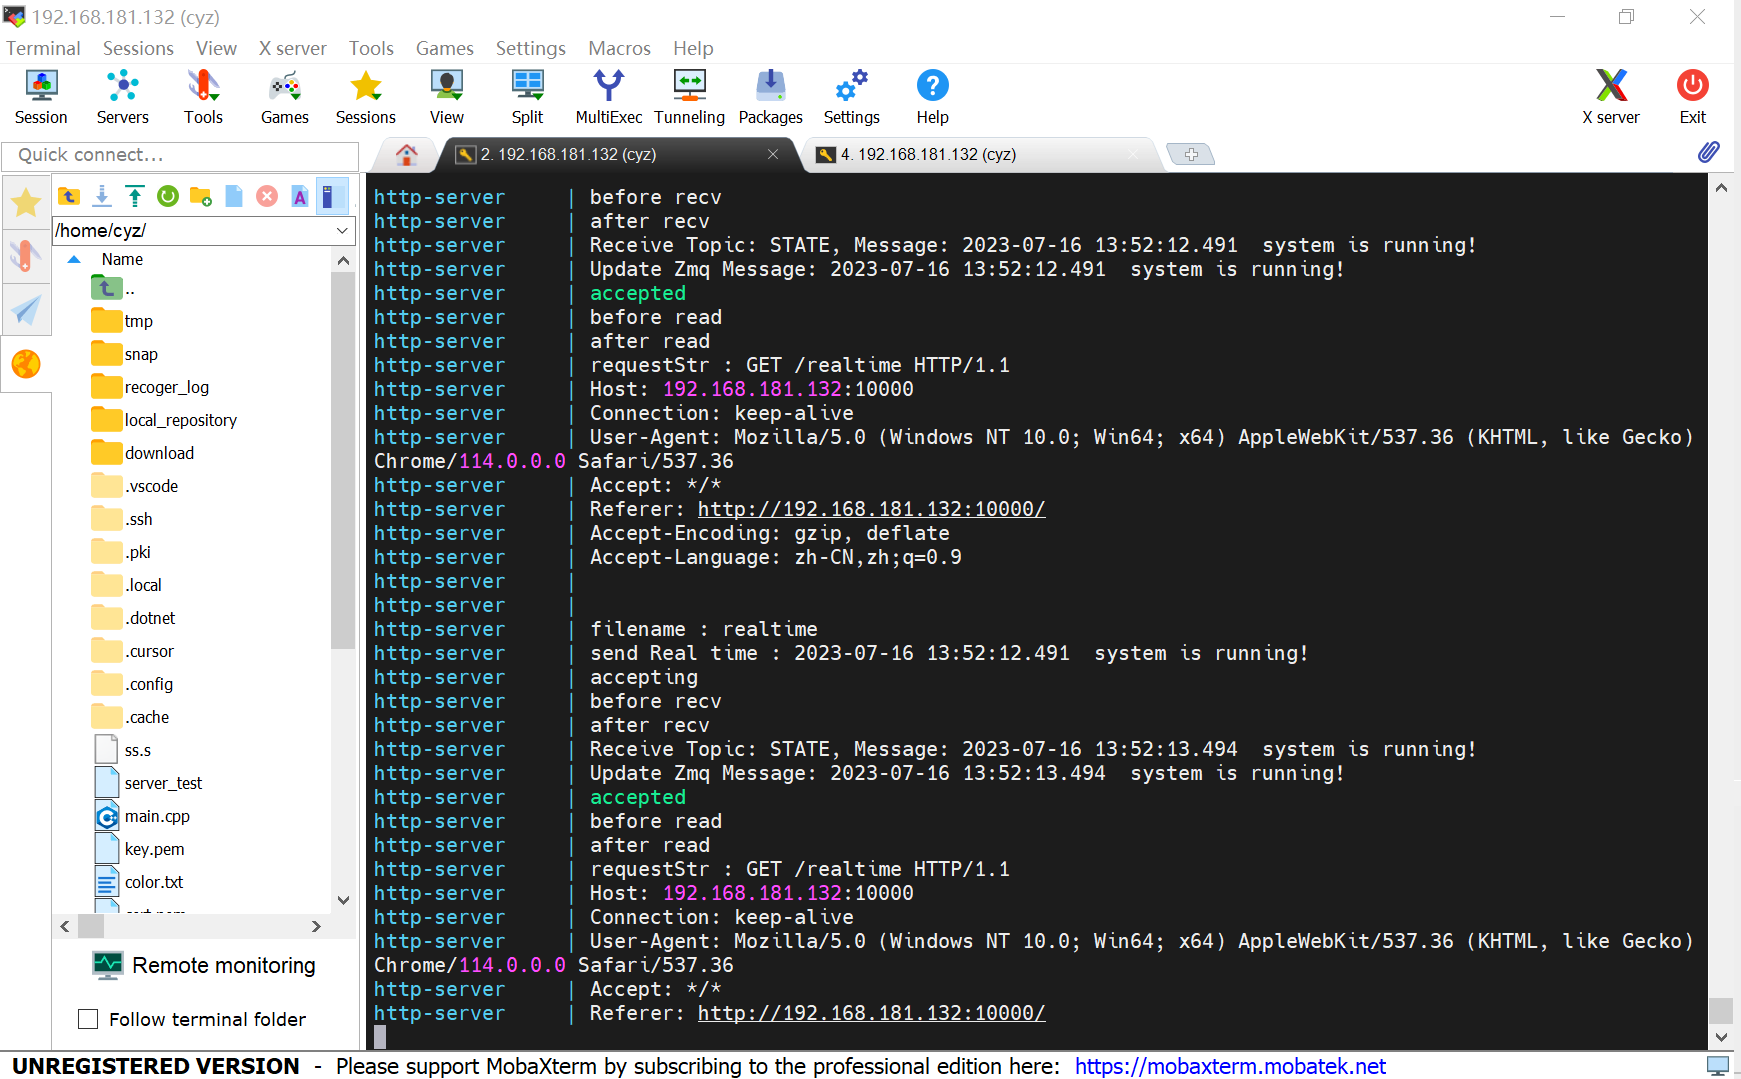 192.168.181.132 (cyz)
Terminal Sessions View X server Tools Games Settings Macros Help
Session Servers Tools Games Sessions View Split MultiExec Tunneling Packages Settings Help X server Exit
Quick connect...
2. 192.168.181.132 (cyz)
4. 192.168.181.132 (cyz)
/home/cyz/
Name
..
tmp
snap
recoger_log
local_repository
download
.vscode
.ssh
.pki
.local
.dotnet
.cursor
.config
.cache
ss.s
server_test
main.cpp
key.pem
color.txt
Remote monitoring
Follow terminal folder
http-server | before recv
http-server | after recv
http-server | Receive Topic: STATE, Message: 2023-07-16 13:52:12.491  system is running!
http-server | Update Zmq Message: 2023-07-16 13:52:12.491  system is running!
http-server | accepted
http-server | before read
http-server | after read
http-server | requestStr : GET /realtime HTTP/1.1
http-server | Host: 192.168.181.132:10000
http-server | Connection: keep-alive
http-server | User-Agent: Mozilla/5.0 (Windows NT 10.0; Win64; x64) AppleWebKit/537.36 (KHTML, like Gecko)
Chrome/114.0.0.0 Safari/537.36
http-server | Accept: */*
http-server | Referer: http://192.168.181.132:10000/
http-server | Accept-Encoding: gzip, deflate
http-server | Accept-Language: zh-CN,zh;q=0.9
http-server |
http-server |
http-server | filename : realtime
http-server | send Real time : 2023-07-16 13:52:12.491  system is running!
http-server | accepting
http-server | before recv
http-server | after recv
http-server | Receive Topic: STATE, Message: 2023-07-16 13:52:13.494  system is running!
http-server | Update Zmq Message: 2023-07-16 13:52:13.494  system is running!
http-server | accepted
http-server | before read
http-server | after read
http-server | requestStr : GET /realtime HTTP/1.1
http-server | Host: 192.168.181.132:10000
http-server | Connection: keep-alive
http-server | User-Agent: Mozilla/5.0 (Windows NT 10.0; Win64; x64) AppleWebKit/537.36 (KHTML, like Gecko)
Chrome/114.0.0.0 Safari/537.36
http-server | Accept: */*
http-server | Referer: http://192.168.181.132:10000/
UNREGISTERED VERSION - Please support MobaXterm by subscribing to the professional edition here: https://mobaxterm.mobatek.net